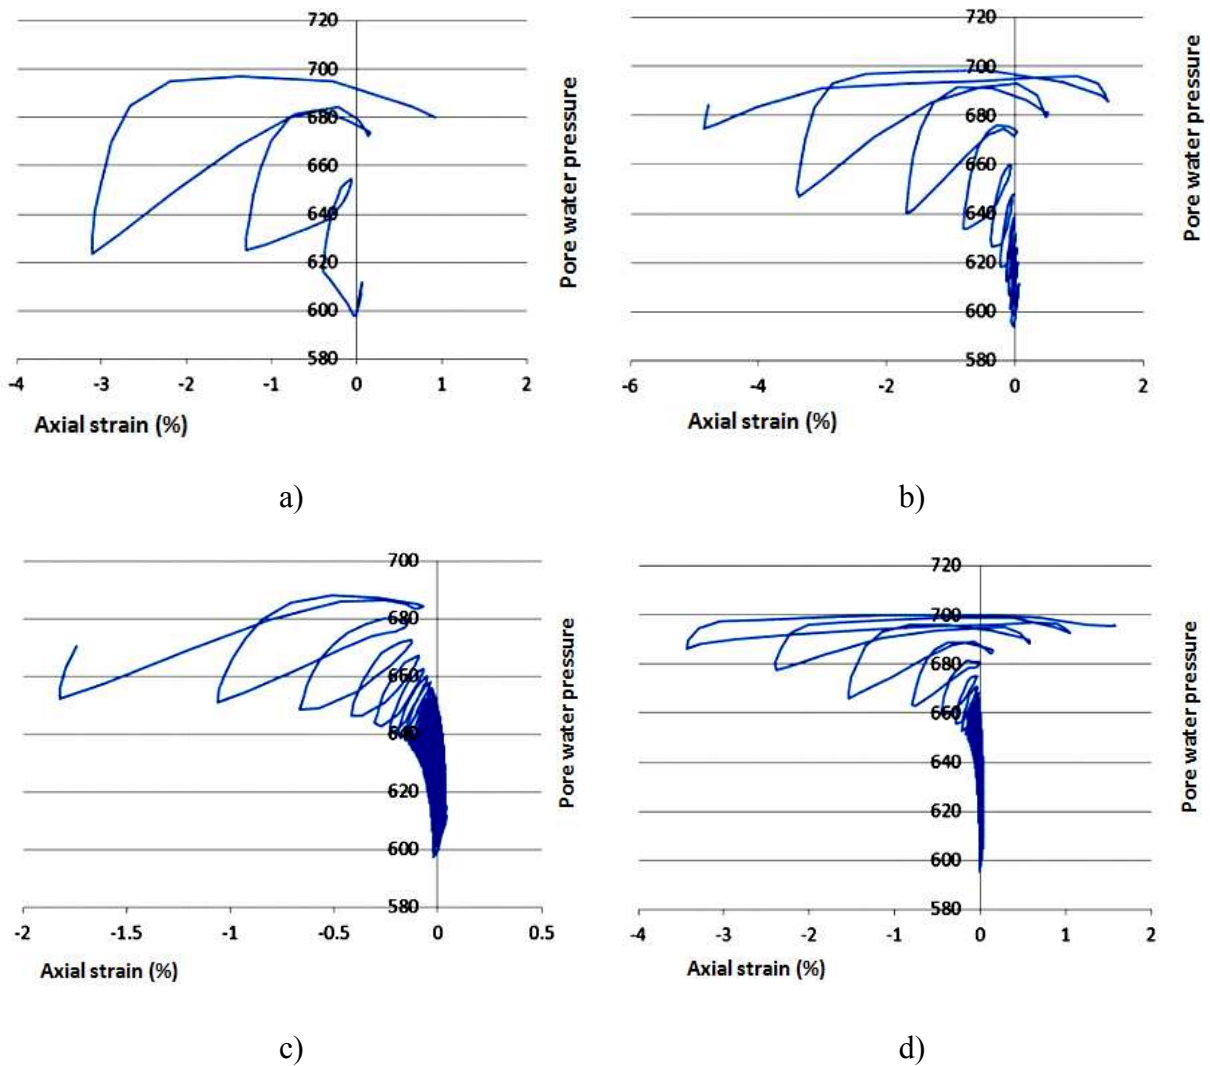 720
700
680
660
640
620
600
580
-4 -3 -2 -1 0 1 2
Pore water pressure
Axial strain (%)
a)
720
700
680
660
640
620
600
580
-6 -4 -2 0 2
Pore water pressure
Axial strain (%)
b)
700
680
660
640
620
600
580
-2 -1.5 -1 -0.5 0 0.5
Pore water pressure
Axial strain (%)
c)
720
700
680
660
640
620
600
580
-4 -3 -2 -1 0 1 2
Pore water pressure
Axial strain (%)
d)